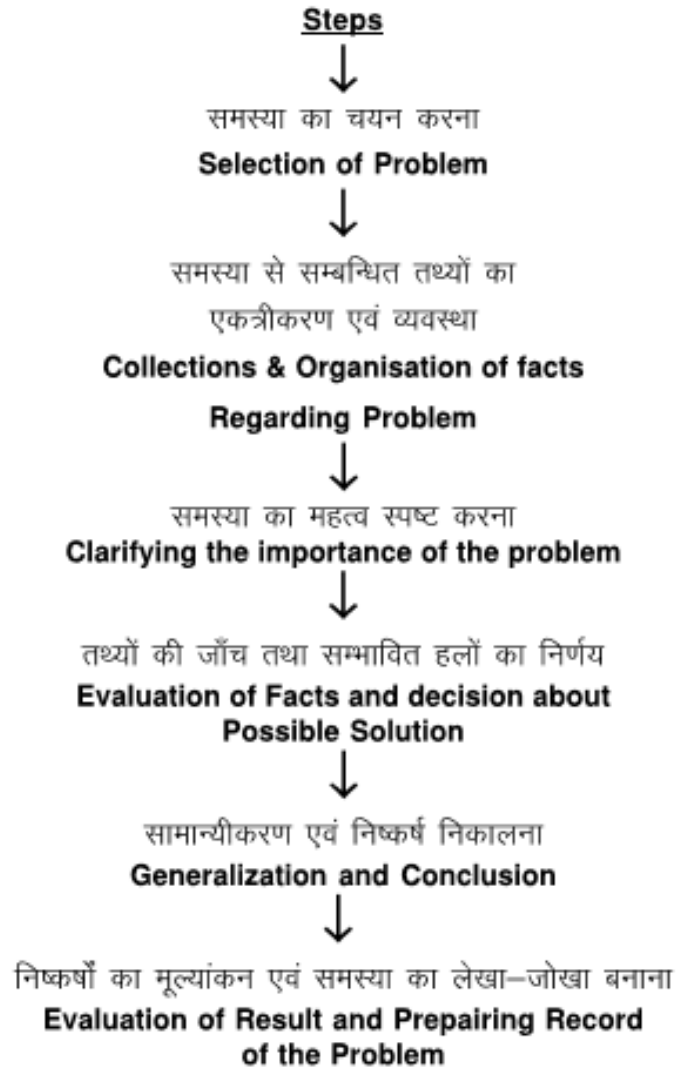 Steps
समस्या का चयन करना
Selection of Problem
समस्या से सम्बन्धित तथ्यों का
एकत्रीकरण एवं व्यवस्था
Collections & Organisation of facts
Regarding Problem
समस्या का महत्व स्पष्ट करना
Clarifying the importance of the problem
तथ्यों की जाँच तथा सम्भावित हलों का निर्णय
Evaluation of Facts and decision about
Possible Solution
सामान्यीकरण एवं निष्कर्ष निकालना
Generalization and Conclusion
निष्कर्षों का मूल्यांकन एवं समस्या का लेखा–जोखा बनाना
Evaluation of Result and Prepairing Record
of the Problem